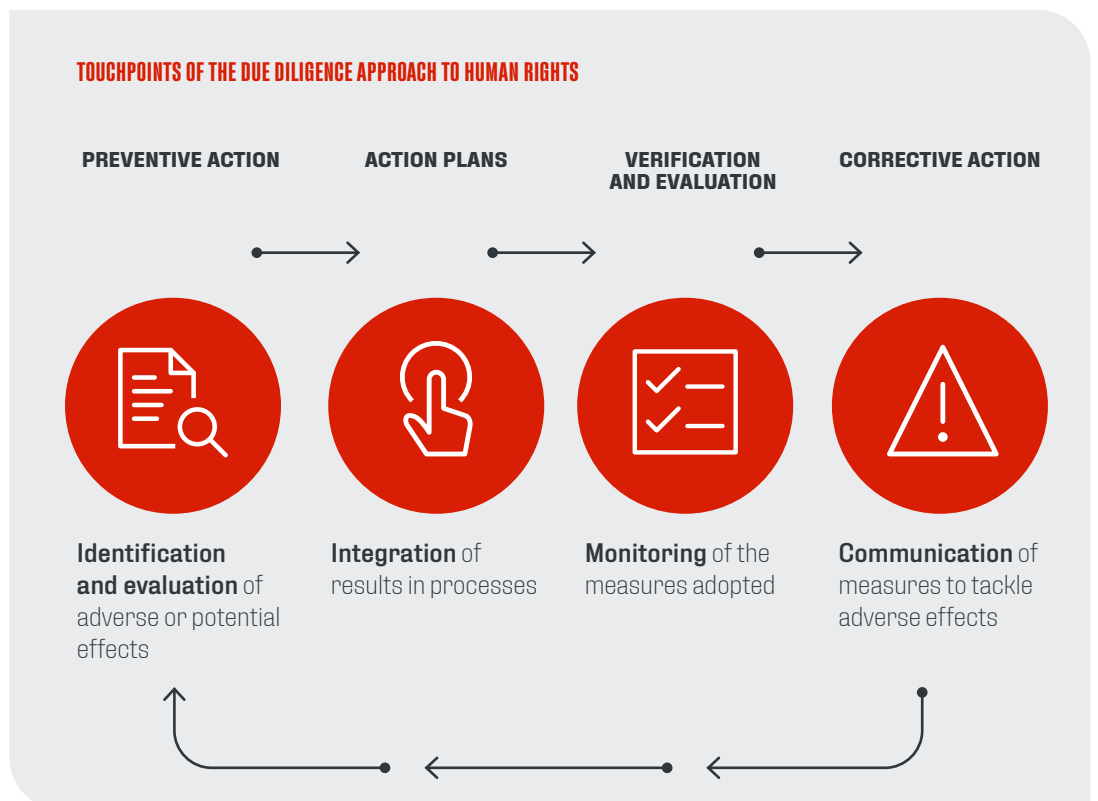 TOUCHPOINTS OF THE DUE DILIGENCE APPROACH TO HUMAN RIGHTS
PREVENTIVE ACTION
ACTION PLANS
VERIFICATION
AND EVALUATION
CORRECTIVE ACTION
Identification
and evaluation of
adverse or potential
effects
Integration of
results in processes
Monitoring of the
measures adopted
Communication of
measures to tackle
adverse effects